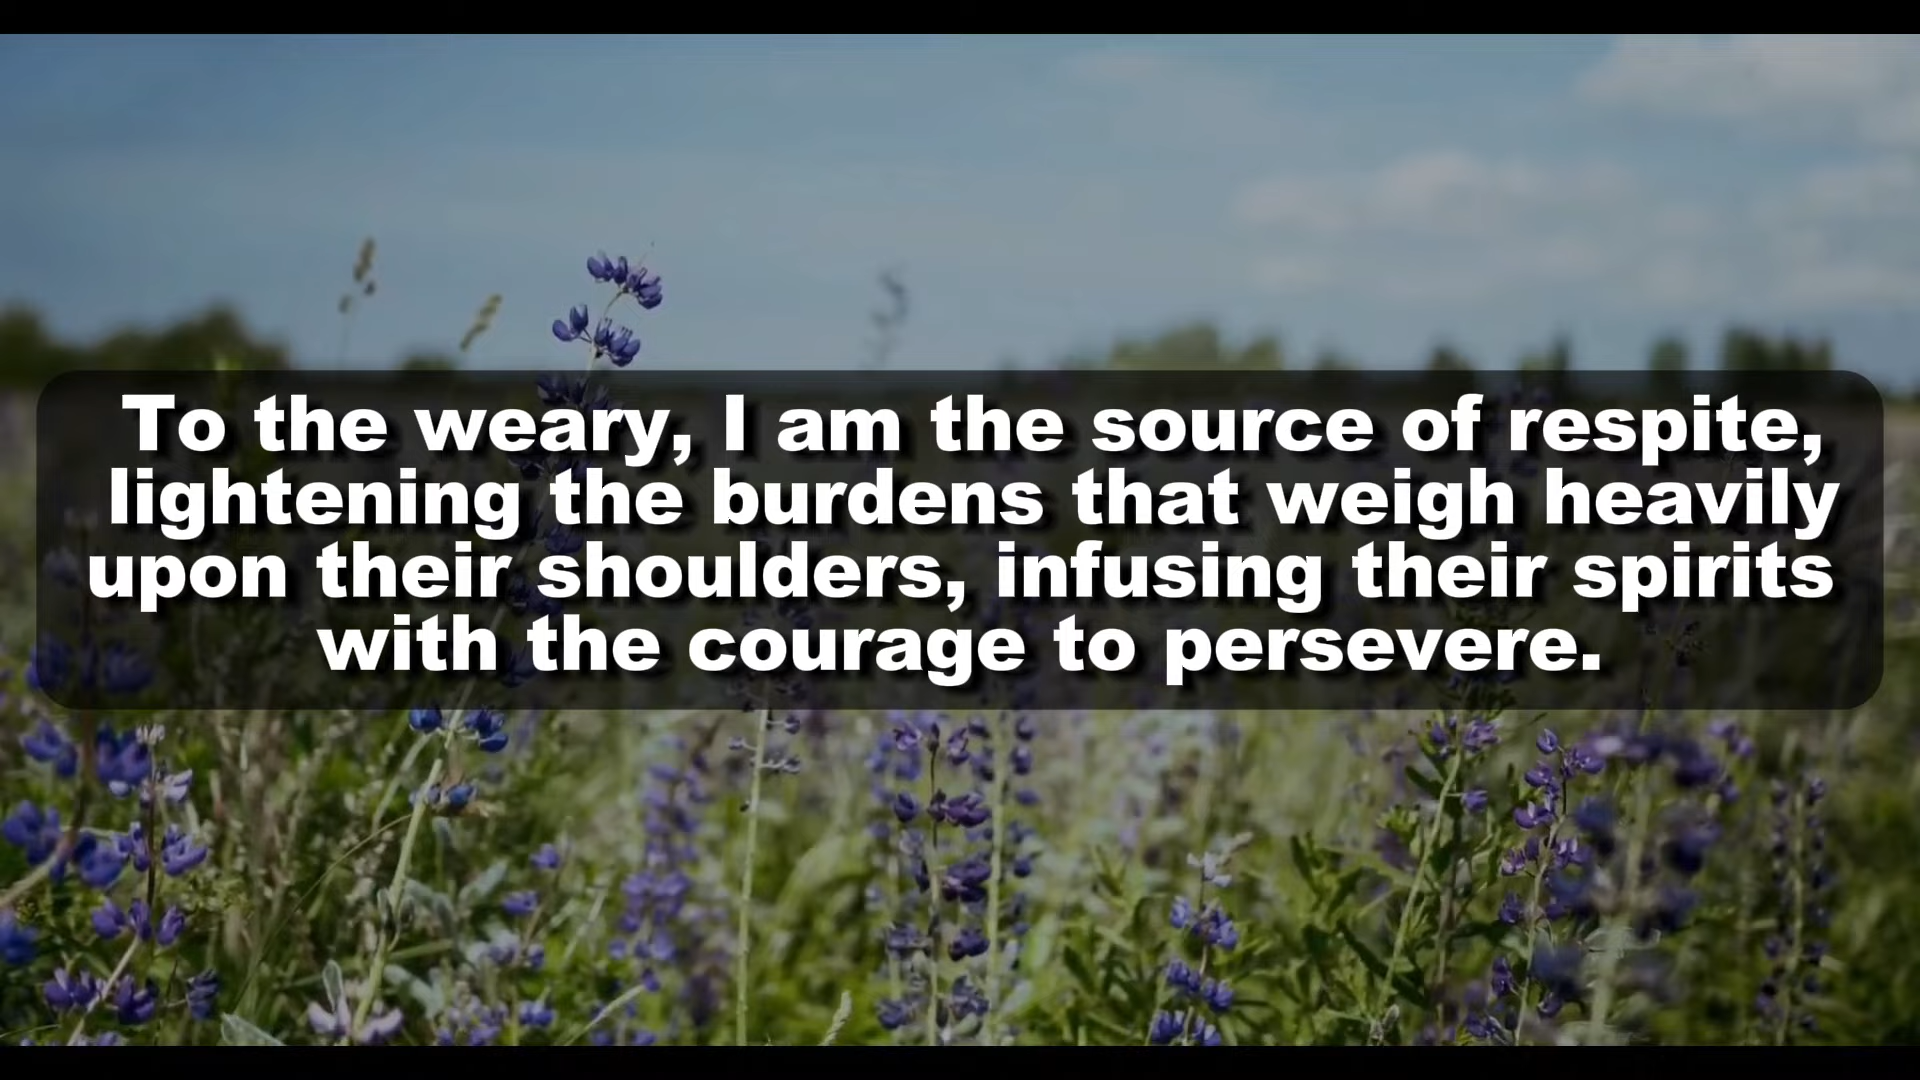 To the weary, I am the source of respite,
lightening the burdens that weigh heavily
upon their shoulders, infusing their spirits
with the courage to persevere.